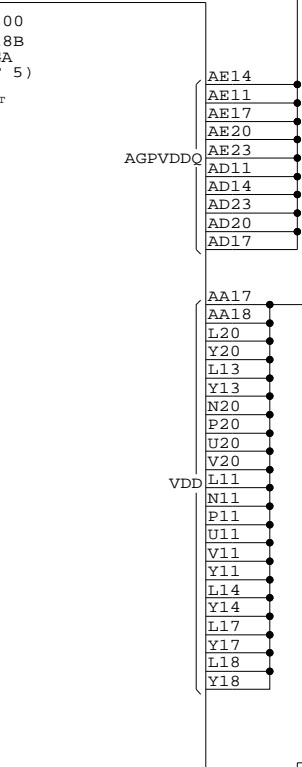 00
8B
GA
5)
T
AE14
AE11
AE17
AE20
AGPVDDQ AE23
AD11
AD14
AD23
AD20
AD17
AA17
AA18
L20
Y20
L13
Y13
N20
P20
U20
V20
VDD L11
N11
P11
U11
V11
Y11
L14
Y14
L17
Y17
L18
Y18